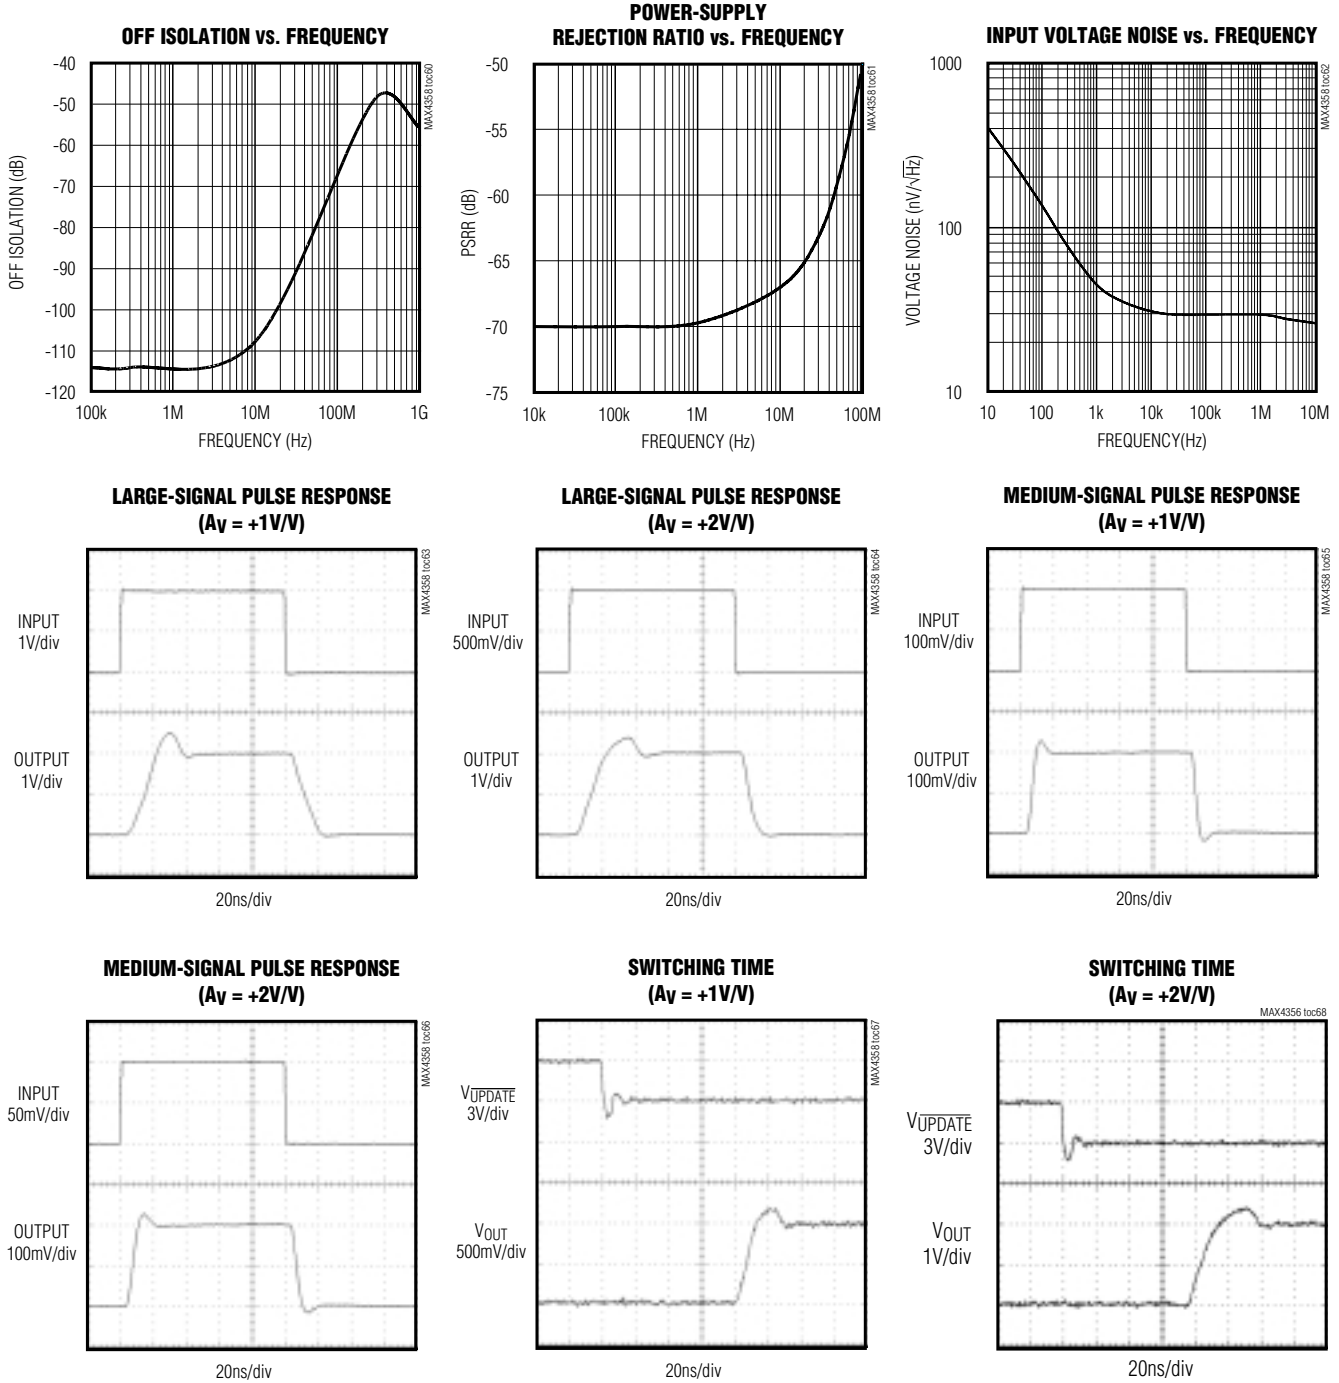 OFF ISOLATION vs. FREQUENCY
-40
-50
-60
-70
-80
-90
-100
-110
-120
OFF ISOLATION (dB)
100k 1M 10M 100M 1G
FREQUENCY (Hz)
MAX4358 toc60
POWER-SUPPLY
REJECTION RATIO vs. FREQUENCY
-50
-55
-60
-65
-70
-75
PSRR (dB)
10k 100k 1M 10M 100M
FREQUENCY (Hz)
MAX4358 toc61
INPUT VOLTAGE NOISE vs. FREQUENCY
1000
100
10
VOLTAGE NOISE (nV/√Hz)
10 100 1k 10k 100k 1M 10M
FREQUENCY(Hz)
MAX4358 toc62
LARGE-SIGNAL PULSE RESPONSE
(AV = +1V/V)
INPUT
1V/div
OUTPUT
1V/div
20ns/div
MAX4358 toc63
LARGE-SIGNAL PULSE RESPONSE
(AV = +2V/V)
INPUT
500mV/div
OUTPUT
1V/div
20ns/div
MAX4358 toc64
MEDIUM-SIGNAL PULSE RESPONSE
(AV = +1V/V)
INPUT
100mV/div
OUTPUT
100mV/div
20ns/div
MAX4358 toc65
MEDIUM-SIGNAL PULSE RESPONSE
(AV = +2V/V)
INPUT
50mV/div
OUTPUT
100mV/div
20ns/div
MAX4358 toc66
SWITCHING TIME
(AV = +1V/V)
VUPDATE
3V/div
VOUT
500mV/div
20ns/div
MAX4358 toc67
SWITCHING TIME
(AV = +2V/V)
MAX4356 toc68
VUPDATE
3V/div
VOUT
1V/div
20ns/div